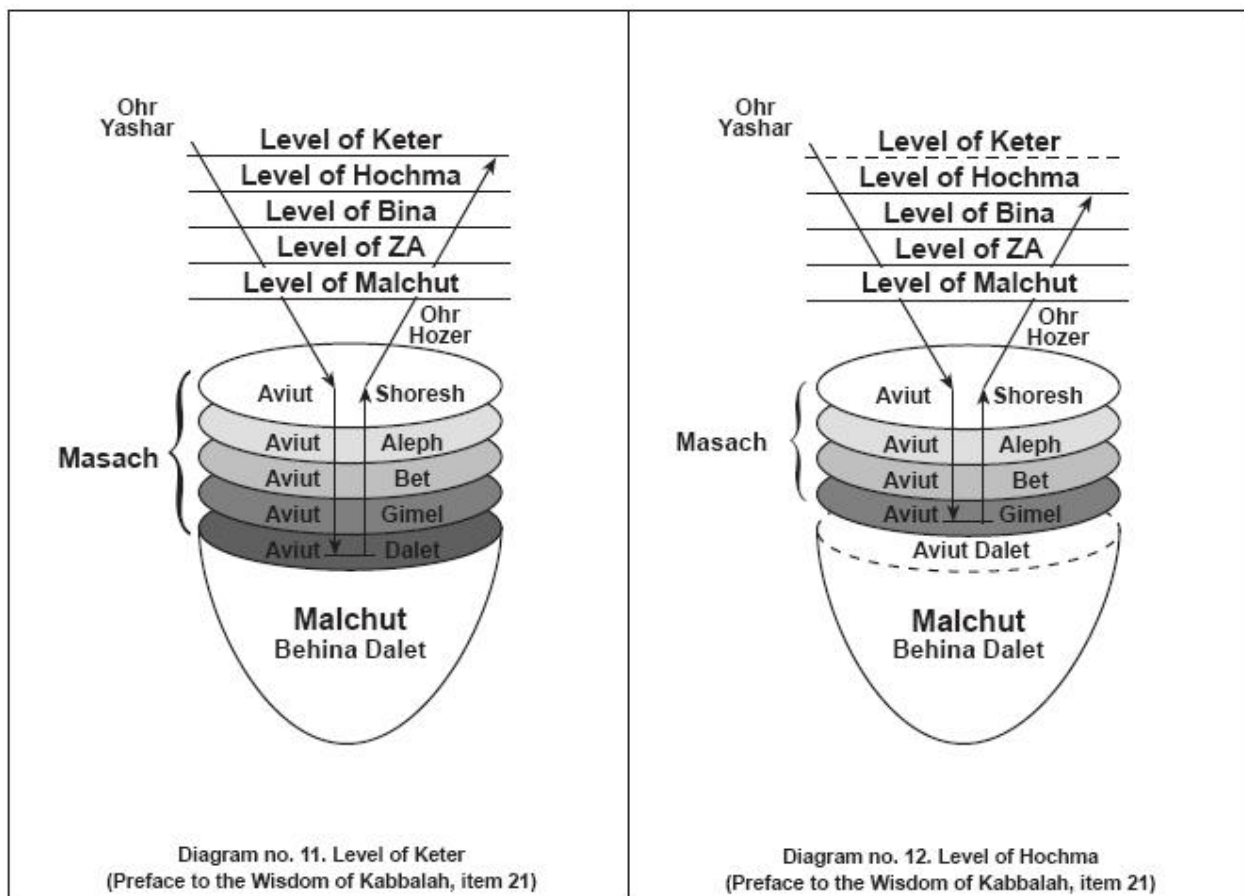 Ohr
Yashar
Level of Keter
Level of Hochma
Level of Bina
Level of ZA
Level of Malchut
Ohr
Hozer
Masach
Aviut Shoresh
Aviut Aleph
Aviut Bet
Aviut Gimel
Aviut Dalet
Malchut
Behina Dalet
Diagram no. 11. Level of Keter
(Preface to the Wisdom of Kabbalah, item 21)
Ohr
Yashar
Level of Keter
Level of Hochma
Level of Bina
Level of ZA
Level of Malchut
Ohr
Hozer
Masach
Aviut Shoresh
Aviut Aleph
Aviut Bet
Aviut Gimel
Aviut Dalet
Malchut
Behina Dalet
Diagram no. 12. Level of Hochma
(Preface to the Wisdom of Kabbalah, item 21)